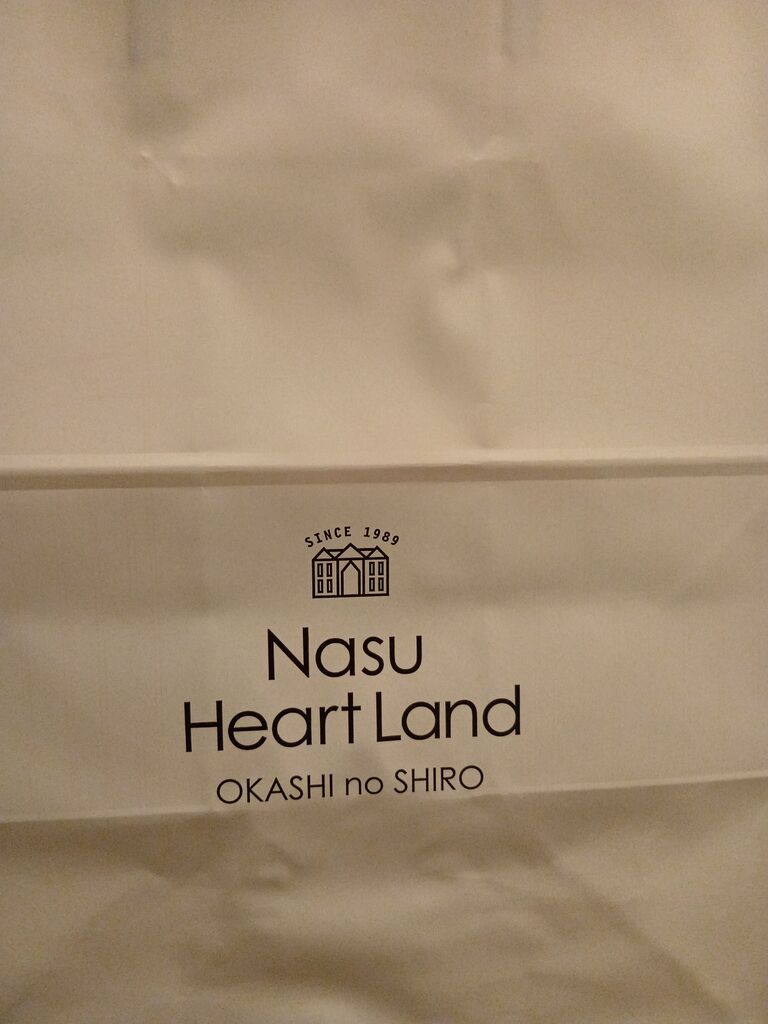 SINCE 1989
Nasu
Heart Land
OKASHI no SHIRO